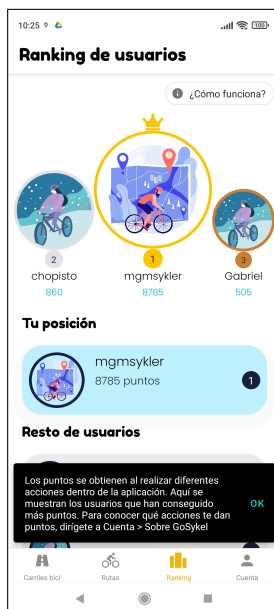 10:25
100
Ranking de usuarios
¿Cómo funciona?
2
1
3
chopisto
mgmsykler
Gabriel
860
8785
505
Tu posición
mgmsykler
8785 puntos
1
Resto de usuarios
Los puntos se obtienen al realizar diferentes
acciones dentro de la aplicación. Aquí se
muestran los usuarios que han conseguido
más puntos. Para conocer qué acciones te dan
puntos, dirígete a Cuenta > Sobre GoSykel
OK
Carriles bici
Rutas
Ranking
Cuenta